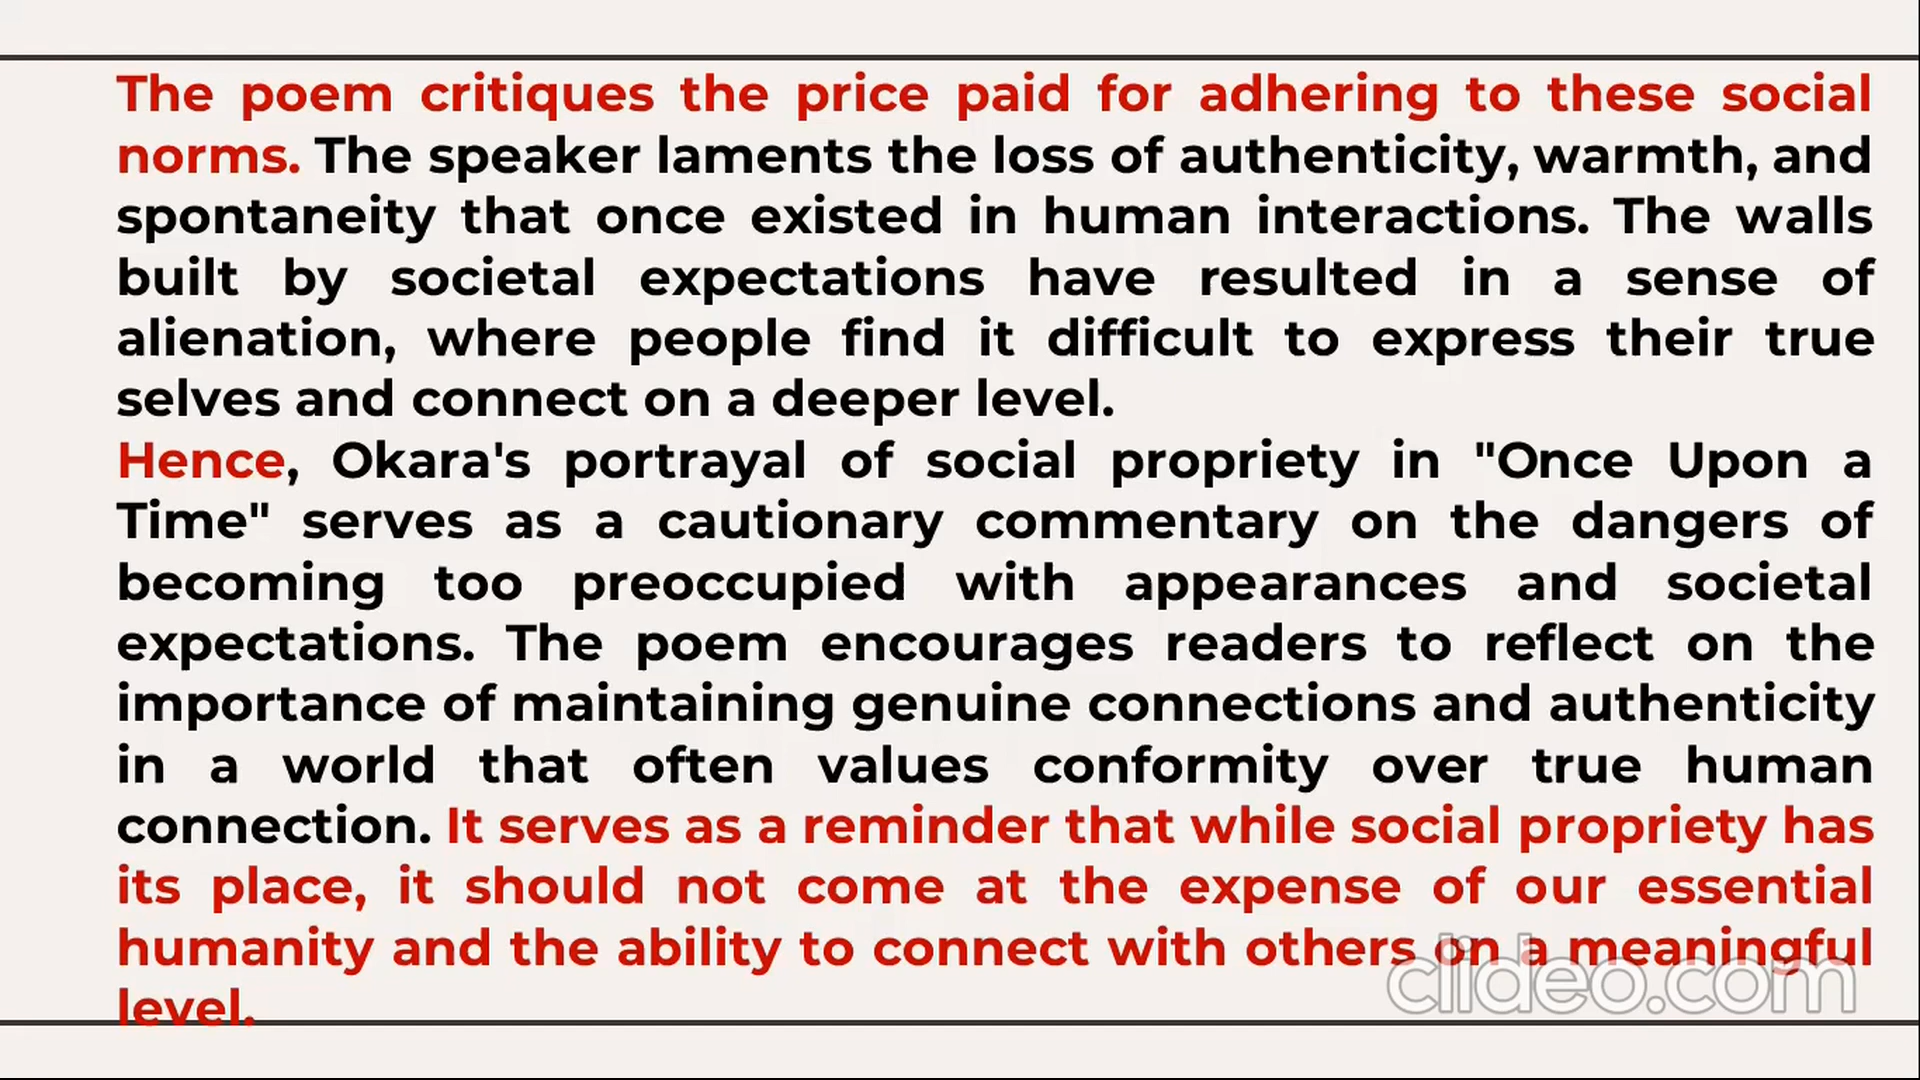 The poem critiques the price paid for adhering to these social
norms. The speaker laments the loss of authenticity, warmth, and
spontaneity that once existed in human interactions. The walls
built by societal expectations have resulted in a sense of
alienation, where people find it difficult to express their true
selves and connect on a deeper level.
Hence, Okara's portrayal of social propriety in "Once Upon a
Time" serves as a cautionary commentary on the dangers of
becoming too preoccupied with appearances and societal
expectations. The poem encourages readers to reflect on the
importance of maintaining genuine connections and authenticity
in a world that often values conformity over true human
connection. It serves as a reminder that while social propriety has
its place, it should not come at the expense of our essential
humanity and the ability to connect with others on a meaningful
level.
clideo.com